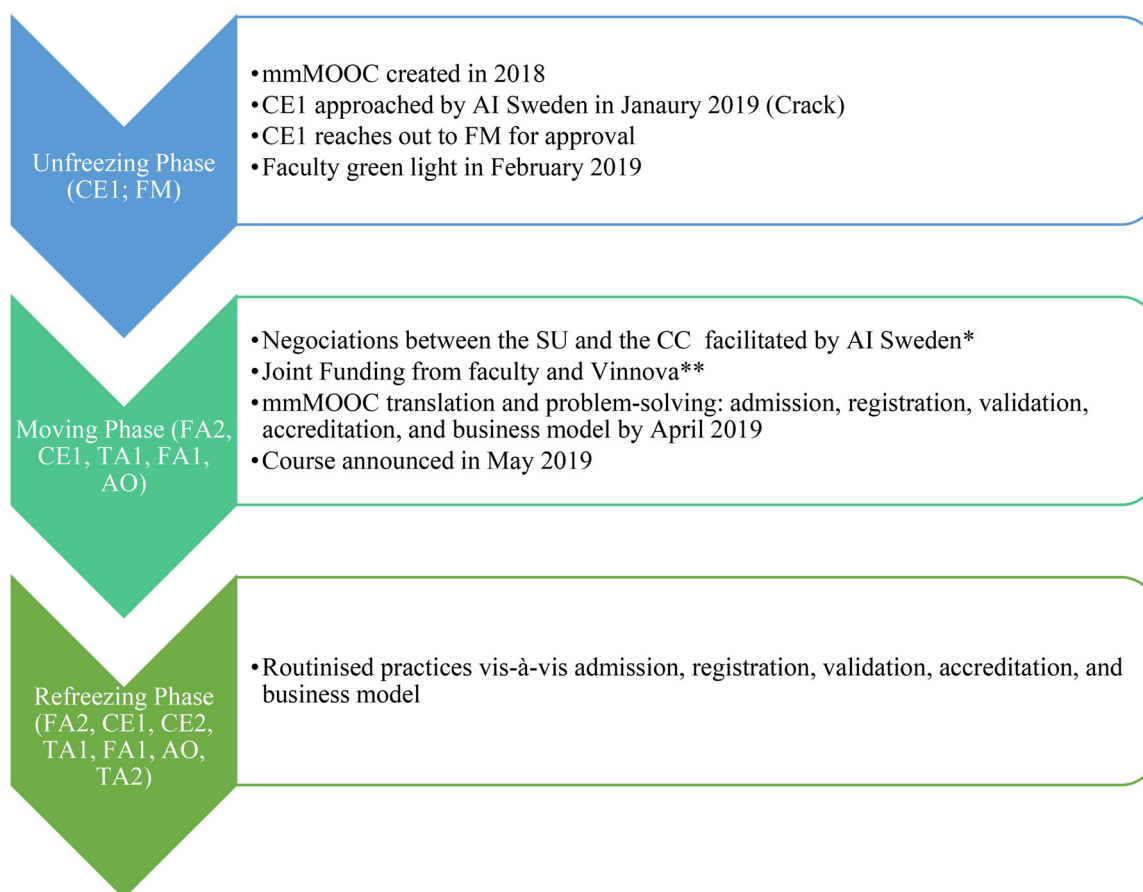 Unfreezing Phase
(CE1; FM)
•mmMOOC created in 2018
•CE1 approached by AI Sweden in Janaury 2019 (Crack)
•CE1 reaches out to FM for approval
•Faculty green light in February 2019
Moving Phase (FA2,
CE1, TA1, FA1,
AO)
•Negociations between the SU and the CC facilitated by AI Sweden*
•Joint Funding from faculty and Vinnova**
•mmMOOC translation and problem-solving: admission, registration, validation,
accreditation, and business model by April 2019
•Course announced in May 2019
Refreezing Phase
(FA2, CE1, CE2,
TA1, FA1, AO,
TA2)
•Routinised practices vis-à-vis admission, registration, validation, accreditation, and
business model